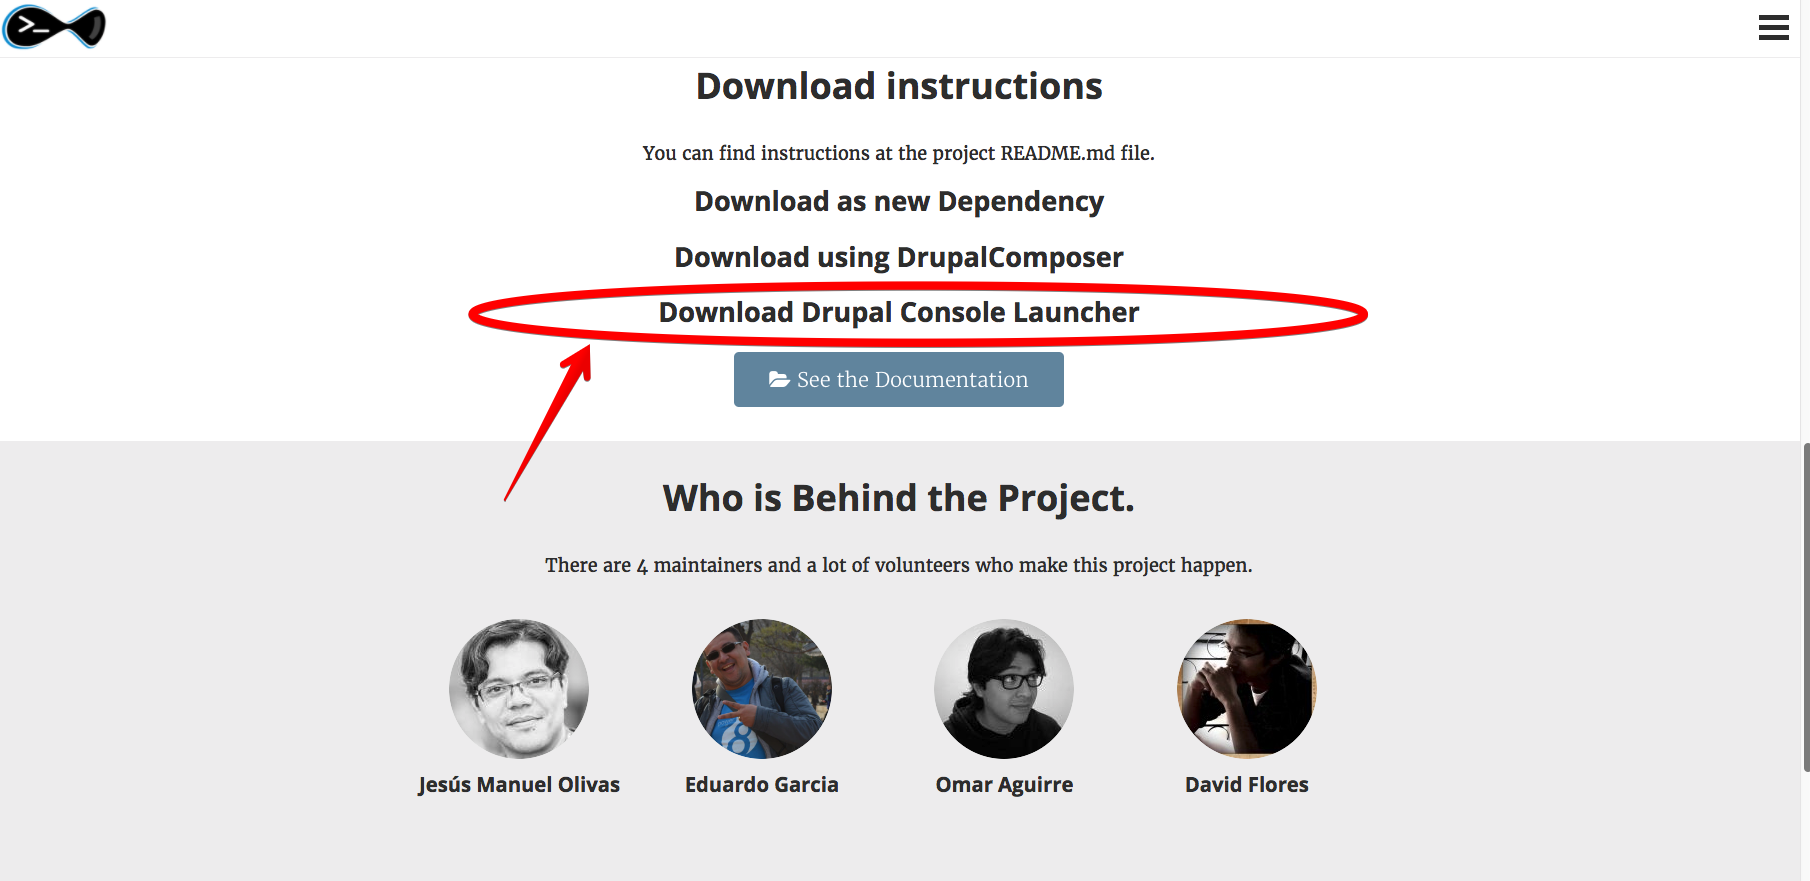 Download instructions
You can find instructions at the project README.md file.
Download as new Dependency
Download using DrupalComposer
Download Drupal Console Launcher
See the Documentation
Who is Behind the Project.
There are 4 maintainers and a lot of volunteers who make this project happen.
Jesús Manuel Olivas
Eduardo Garcia
Omar Aguirre
David Flores